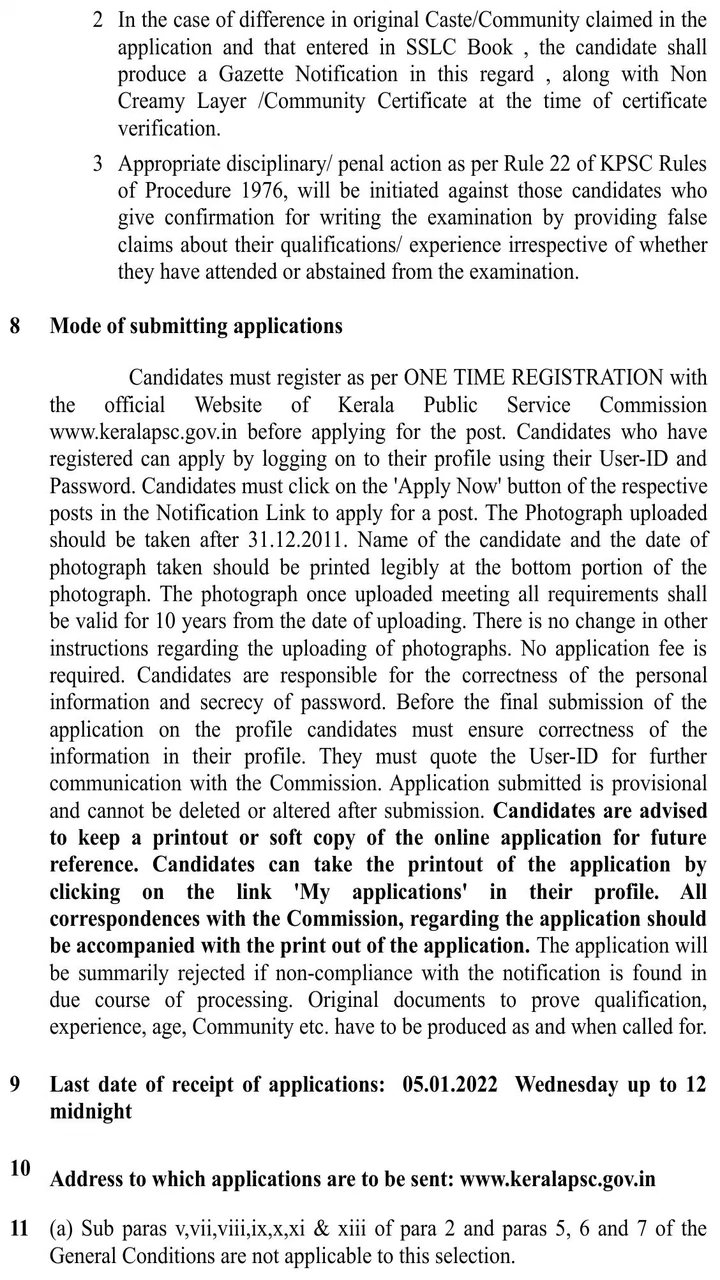 2 In the case of difference in original Caste/Community claimed in the
application and that entered in SSLC Book , the candidate shall
produce a Gazette Notification in this regard , along with Non
Creamy Layer /Community Certificate at the time of certificate
verification.
3 Appropriate disciplinary/ penal action as per Rule 22 of KPSC Rules
of Procedure 1976, will be initiated against those candidates who
give confirmation for writing the examination by providing false
claims about their qualifications/ experience irrespective of whether
they have attended or abstained from the examination.
8 Mode of submitting applications
Candidates must register as per ONE TIME REGISTRATION with
the official Website of Kerala Public Service Commission
www.keralapsc.gov.in before applying for the post. Candidates who have
registered can apply by logging on to their profile using their User-ID and
Password. Candidates must click on the 'Apply Now' button of the respective
posts in the Notification Link to apply for a post. The Photograph uploaded
should be taken after 31.12.2011. Name of the candidate and the date of
photograph taken should be printed legibly at the bottom portion of the
photograph. The photograph once uploaded meeting all requirements shall
be valid for 10 years from the date of uploading. There is no change in other
instructions regarding the uploading of photographs. No application fee is
required. Candidates are responsible for the correctness of the personal
information and secrecy of password. Before the final submission of the
application on the profile candidates must ensure correctness of the
information in their profile. They must quote the User-ID for further
communication with the Commission. Application submitted is provisional
and cannot be deleted or altered after submission. Candidates are advised
to keep a printout or soft copy of the online application for future
reference. Candidates can take the printout of the application by
clicking on the link 'My applications' in their profile. All
correspondences with the Commission, regarding the application should
be accompanied with the print out of the application. The application will
be summarily rejected if non-compliance with the notification is found in
due course of processing. Original documents to prove qualification,
experience, age, Community etc. have to be produced as and when called for.
9 Last date of receipt of applications: 05.01.2022 Wednesday up to 12
midnight
10 Address to which applications are to be sent: www.keralapsc.gov.in
11 (a) Sub paras v,vii,viii,ix,x,xi & xiii of para 2 and paras 5, 6 and 7 of the
General Conditions are not applicable to this selection.